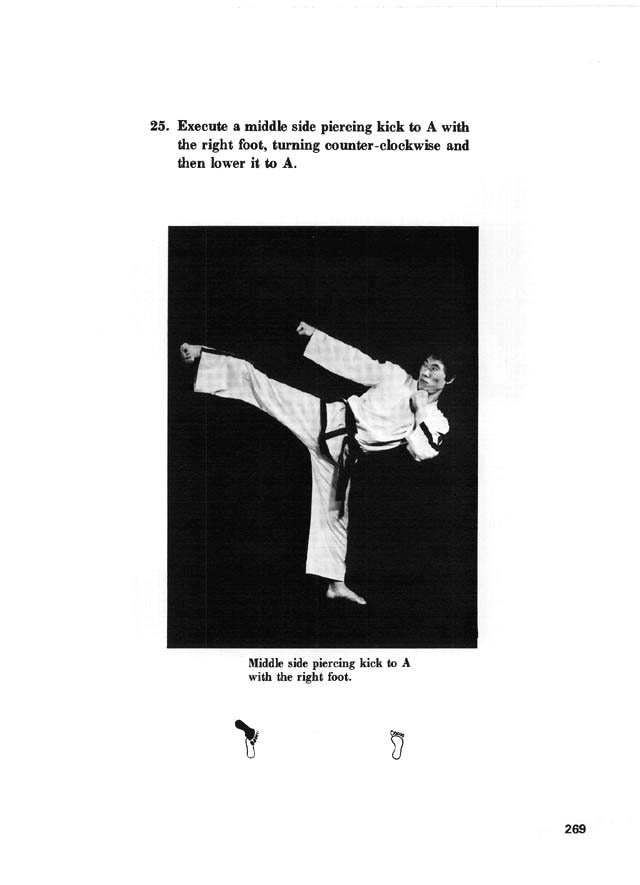 25. Execute a middle side piercing kick to A with
the right foot, turning counter-clockwise and
then lower it to A.
Middle side piercing kick to A
with the right foot.
269